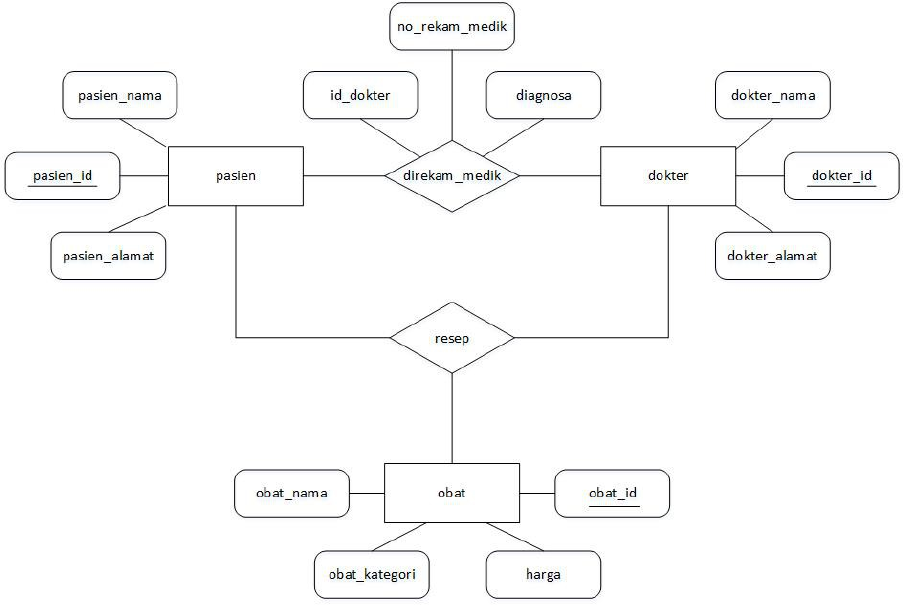 no_rekam_medik
pasien_nama
id_dokter
diagnosa
dokter_nama
pasien_id
pasien
direkam_medik
dokter
dokter_id
pasien_alamat
dokter_alamat
resep
obat_nama
obat
obat_id
obat_kategori
harga